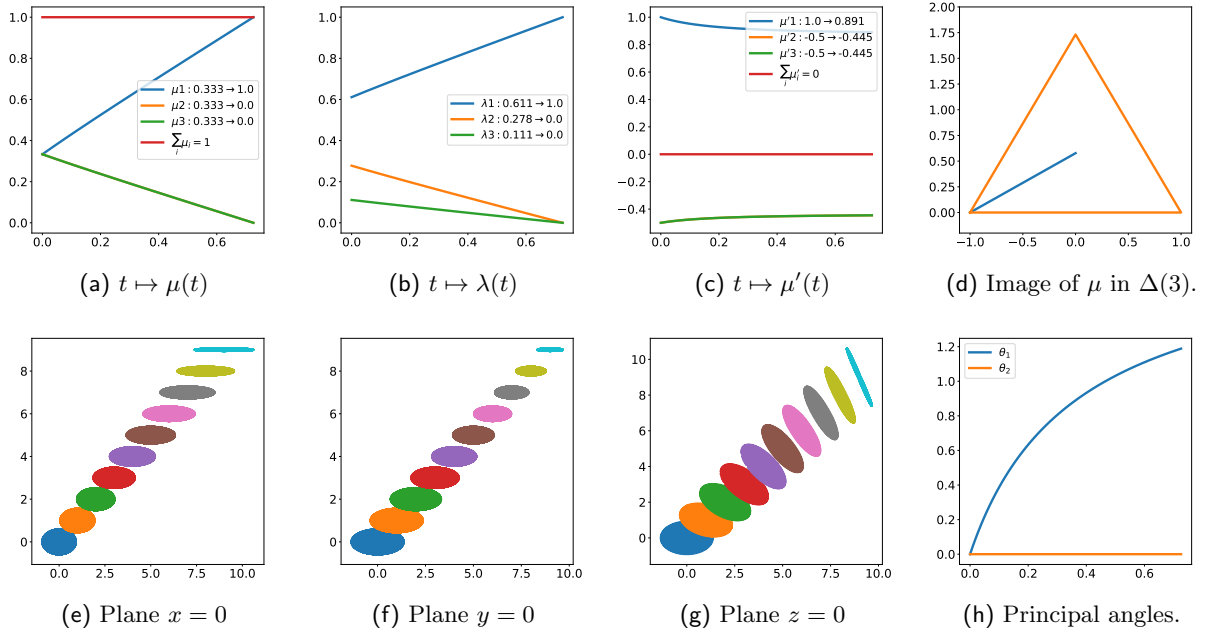 1.0
0.8
0.6
0.4
0.2
0.0
0.0 0.2 0.4 0.6
μ1 : 0.333→1.0
μ2 : 0.333→0.0
μ3 : 0.333→0.0
∑ᵢ μᵢ = 1
(a) t ↦ μ(t)
1.0
0.8
0.6
0.4
0.2
0.0
0.0 0.2 0.4 0.6
λ1 : 0.611→1.0
λ2 : 0.278→0.0
λ3 : 0.111→0.0
(b) t ↦ λ(t)
1.0
0.8
0.6
0.4
0.2
0.0
−0.2
−0.4
0.0 0.2 0.4 0.6
μ′1 : 1.0→0.891
μ′2 : -0.5→-0.445
μ′3 : -0.5→-0.445
∑ᵢ μ′ᵢ = 0
(c) t ↦ μ′(t)
2.00
1.75
1.50
1.25
1.00
0.75
0.50
0.25
0.00
−1.0 −0.5 0.0 0.5 1.0
(d) Image of μ in Δ(3).
8
6
4
2
0
0.0 2.5 5.0 7.5 10.0
(e) Plane x = 0
8
6
4
2
0
0.0 2.5 5.0 7.5 10.0
(f) Plane y = 0
10
8
6
4
2
0
0.0 2.5 5.0 7.5 10.0
(g) Plane z = 0
1.2
1.0
0.8
0.6
0.4
0.2
0.0
0.0 0.2 0.4 0.6
θ₁
θ₂
(h) Principal angles.